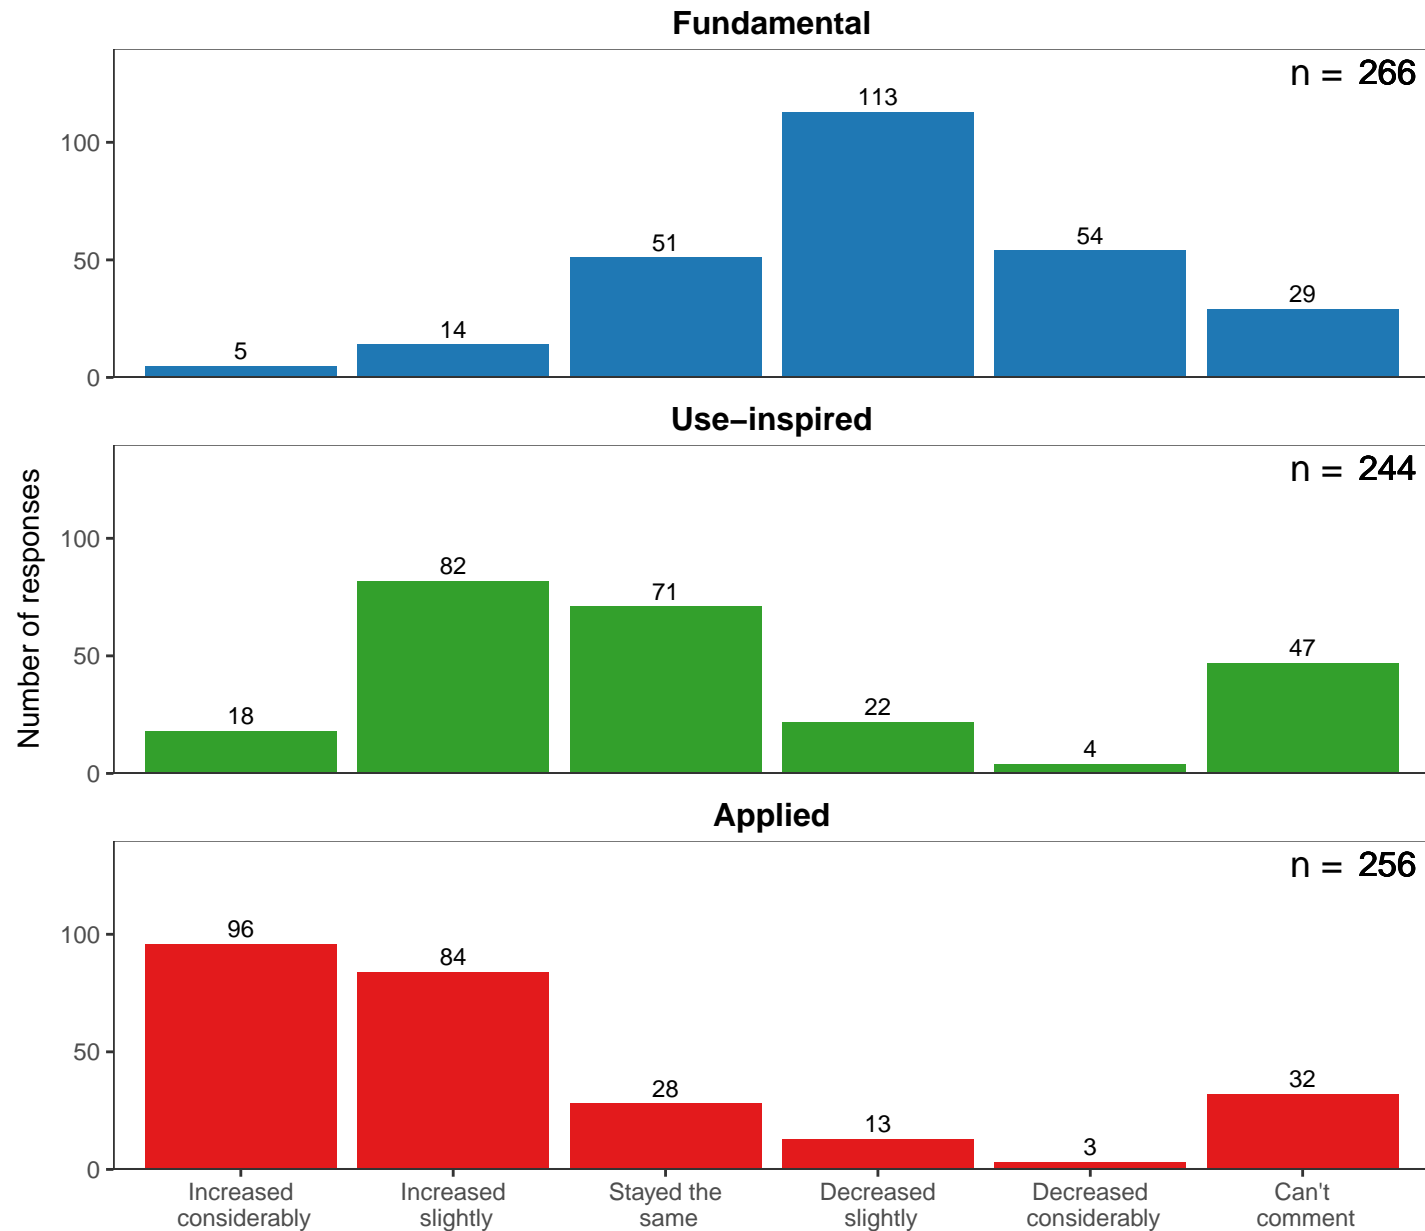 Fundamental
n = 266
113
100
51
54
50
29
14
5
0
Use–inspired
n = 244
Number of responses
100
82
71
50
47
18
22
4
0
Applied
n = 256
100
96
84
50
28
32
13
3
0
Increased
considerably
Increased
slightly
Stayed the
same
Decreased
slightly
Decreased
considerably
Can't
comment